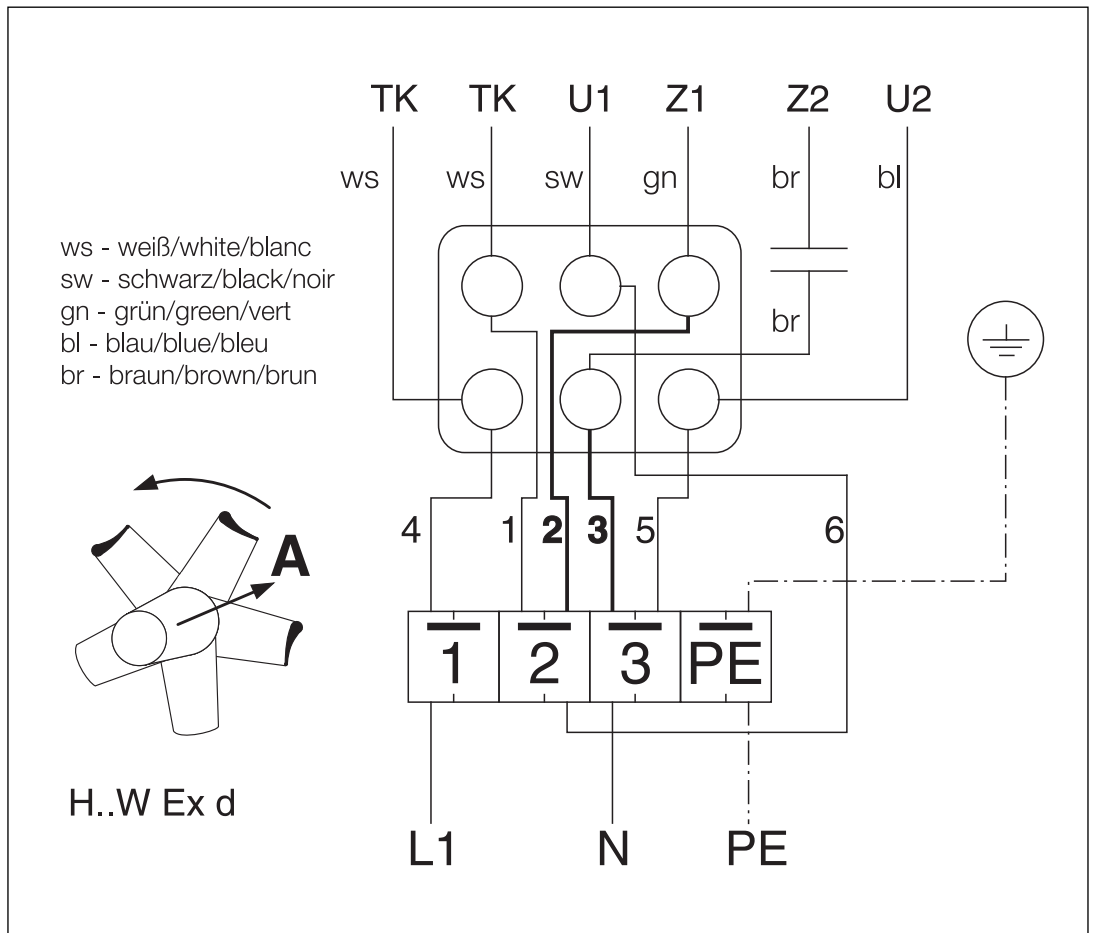 TK TK U1 Z1 Z2 U2
ws ws sw gn br bl
ws - weiß/white/blanc
sw - schwarz/black/noir
gn - grün/green/vert
bl - blau/blue/bleu
br - braun/brown/brun
br
4 1 2 3 5 6
A
1 2 3 PE
H..W Ex d
L1 N PE